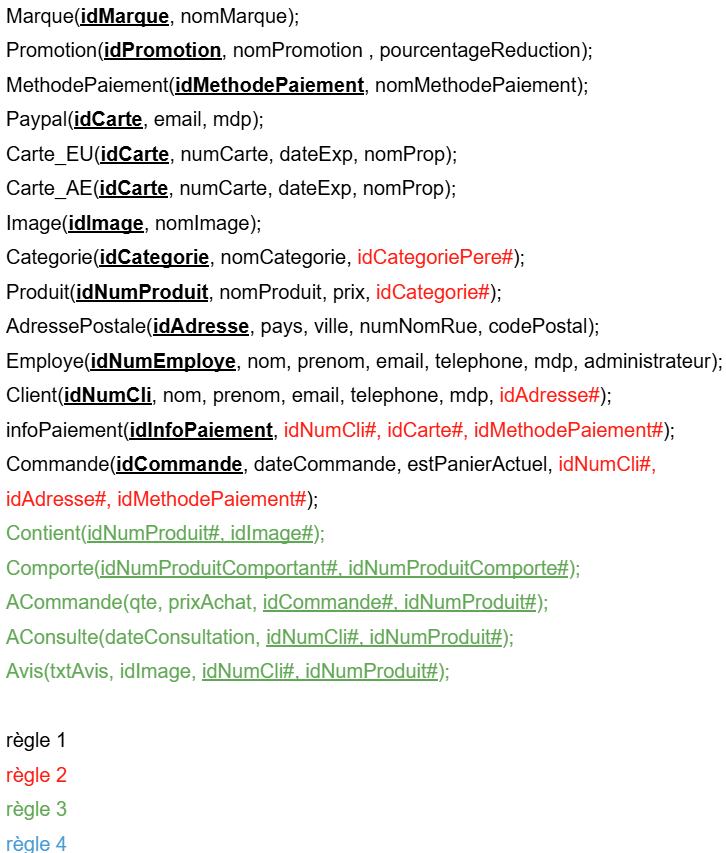 Marque(idMarque, nomMarque);
Promotion(idPromotion, nomPromotion , pourcentageReduction);
MethodePaiement(idMethodePaiement, nomMethodePaiement);
Paypal(idCarte, email, mdp);
Carte_EU(idCarte, numCarte, dateExp, nomProp);
Carte_AE(idCarte, numCarte, dateExp, nomProp);
Image(idImage, nomImage);
Categorie(idCategorie, nomCategorie, idCategoriePere#);
Produit(idNumProduit, nomProduit, prix, idCategorie#);
AdressePostale(idAdresse, pays, ville, numNomRue, codePostal);
Employe(idNumEmploye, nom, prenom, email, telephone, mdp, administrateur);
Client(idNumCli, nom, prenom, email, telephone, mdp, idAdresse#);
infoPaiement(idInfoPaiement, idNumCli#, idCarte#, idMethodePaiement#);
Commande(idCommande, dateCommande, estPanierActuel, idNumCli#,
idAdresse#, idMethodePaiement#);
Contient(idNumProduit#, idImage#);
Comporte(idNumProduitComportant#, idNumProduitComporte#);
ACommande(qte, prixAchat, idCommande#, idNumProduit#);
AConsulte(dateConsultation, idNumCli#, idNumProduit#);
Avis(txtAvis, idImage, idNumCli#, idNumProduit#);
règle 1
règle 2
règle 3
règle 4